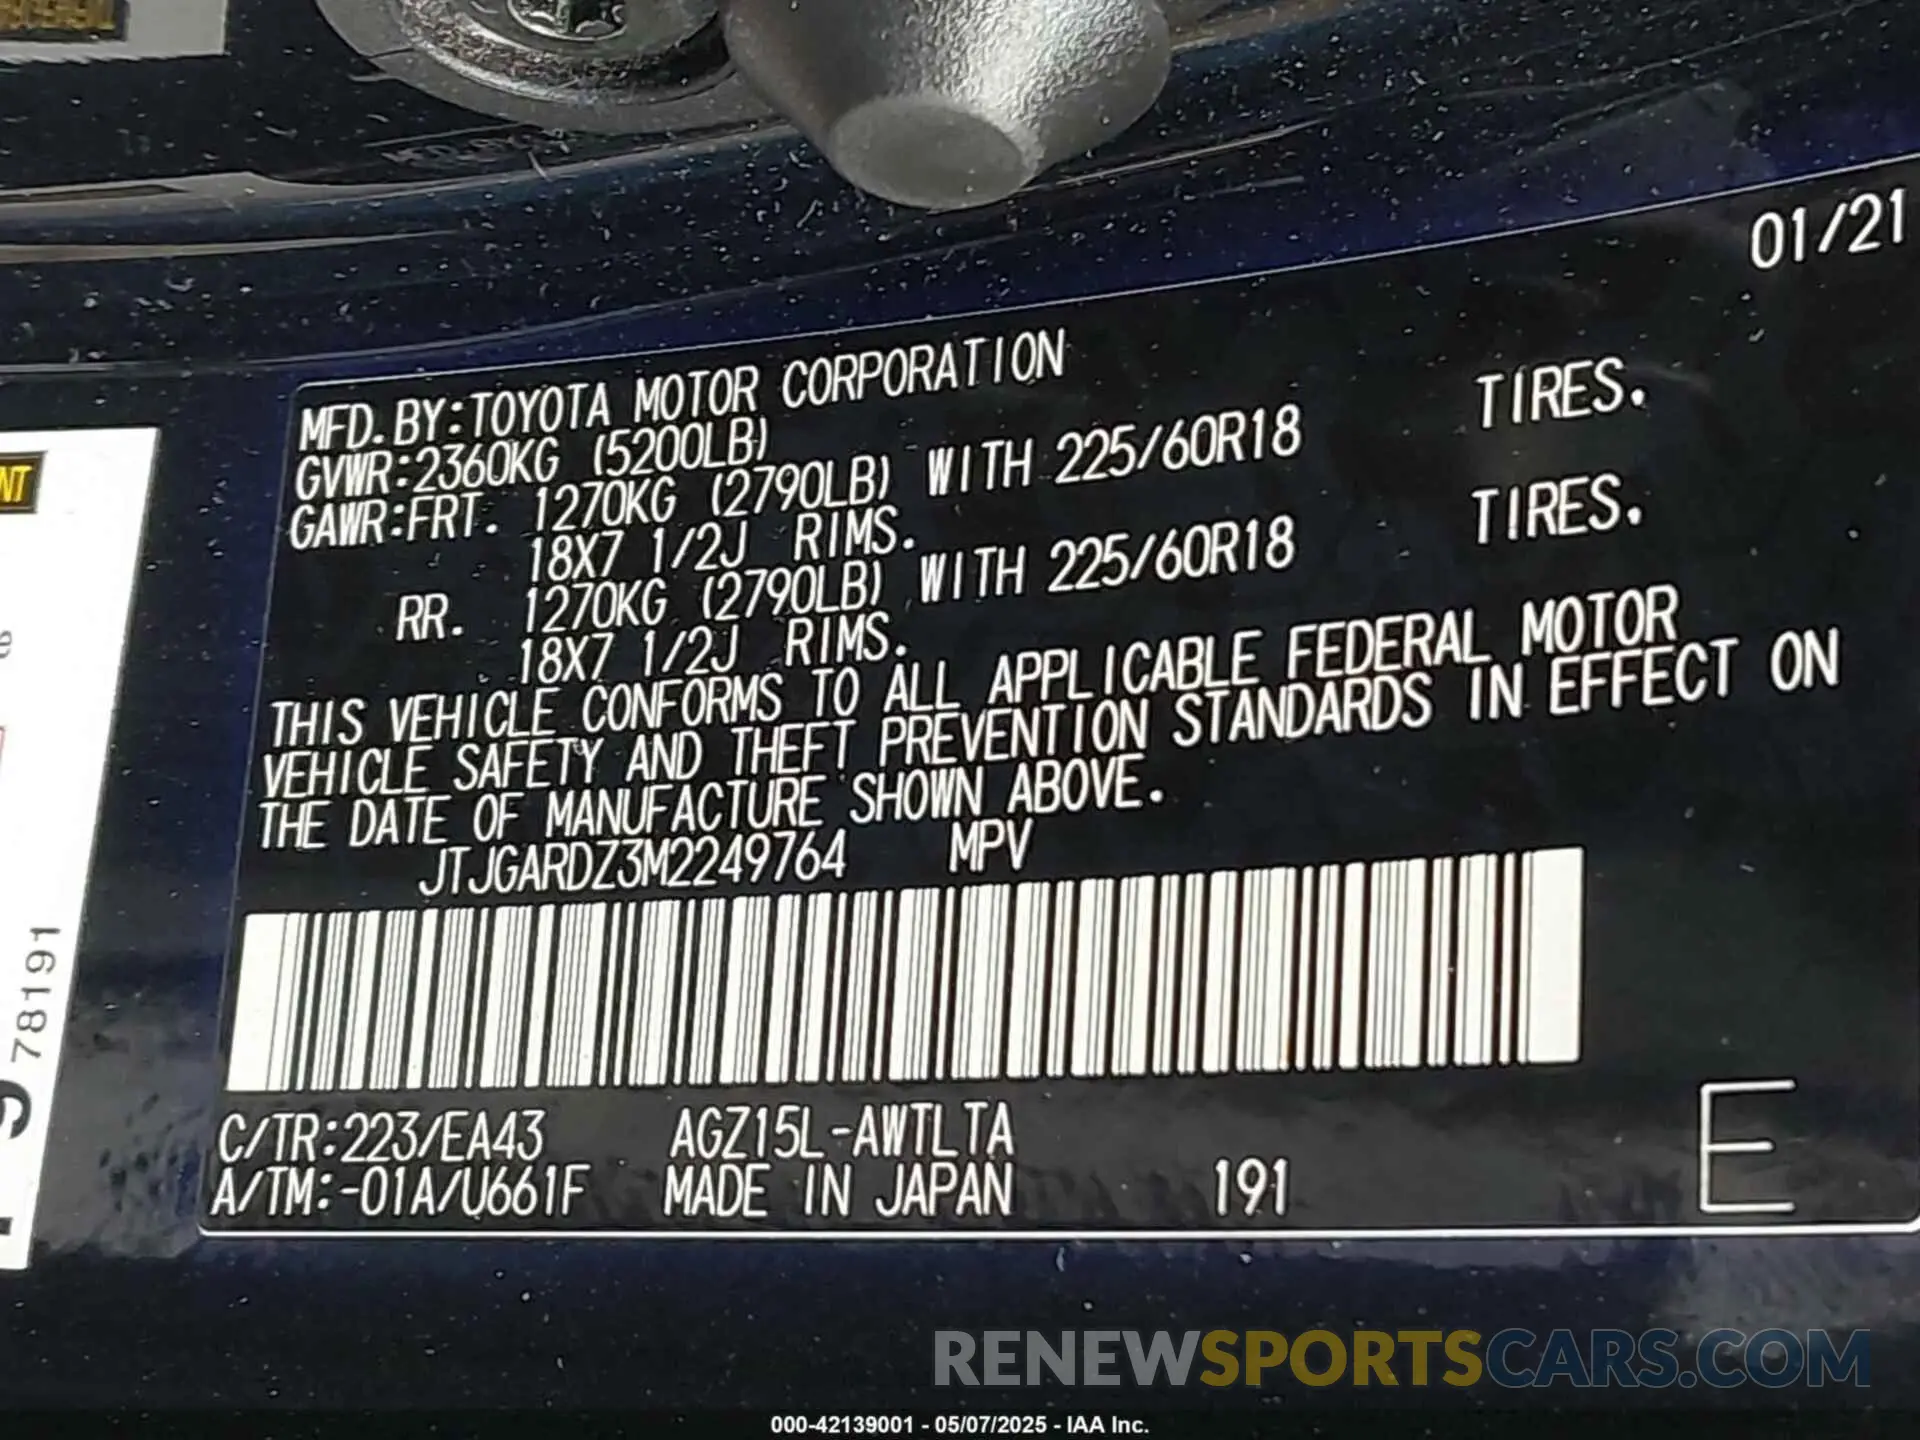 01/21
MFD. BY:TOYOTA MOTOR CORPORATION
GVWR:2360KG (5200LB)
GAWR:FRT. 1270KG (2790LB) WITH 225/60R18 TIRES.
18X7 1/2J RIMS.
RR. 1270KG (2790LB) WITH 225/60R18 TIRES.
18X7 1/2J RIMS.
THIS VEHICLE CONFORMS TO ALL APPLICABLE FEDERAL MOTOR
VEHICLE SAFETY AND THEFT PREVENTION STANDARDS IN EFFECT ON
THE DATE OF MANUFACTURE SHOWN ABOVE.
JTJGARDZ3M2249764 MPV
C/TR:223/EA43 AGZ15L-AWTLTA
A/TM:-01A/U661F MADE IN JAPAN 191 E
NT
78191
RENEWSPORTSCARS.COM
000-42139001 - 05/07/2025 - IAA Inc.